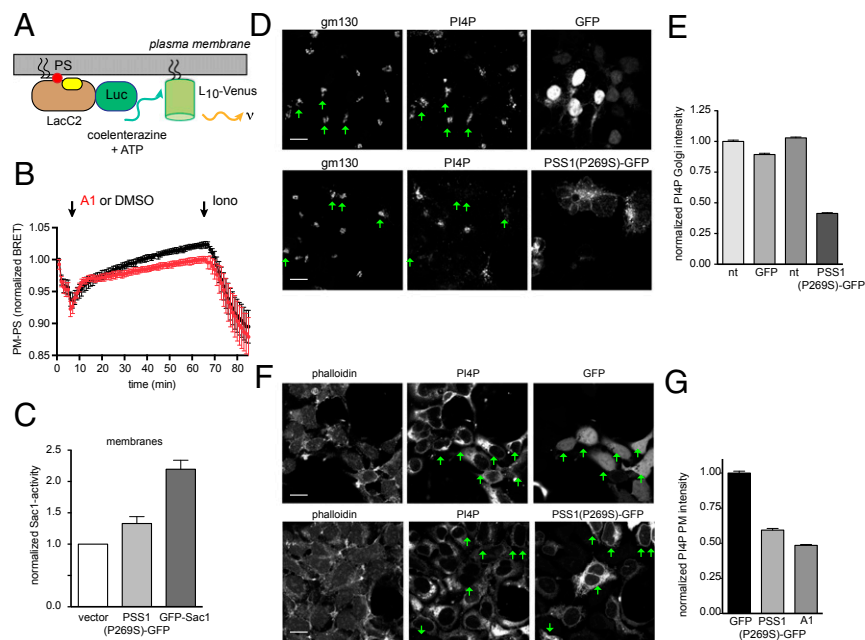 A
plasma membrane
PS
Luc
LacC2
L10-Venus
ν
coelenterazine
+ ATP
B
A1 or DMSO
Iono
PM-PS (normalized BRET)
1.05
1.00
0.95
0.90
0.85
0 10 20 30 40 50 60 70 80
time (min)
C
membranes
normalized Sac1-activity
2.5
2.0
1.5
1.0
0.5
0.0
vector PSS1 GFP-Sac1
(P269S)-GFP
D
gm130 PI4P GFP
gm130 PI4P PSS1(P269S)-GFP
E
normalized PI4P Golgi intensity
1.25
1.00
0.75
0.50
0.25
0.00
nt GFP nt PSS1
(P269S)-GFP
F
phalloidin PI4P GFP
phalloidin PI4P PSS1(P269S)-GFP
G
normalized PI4P PM intensity
1.00
0.75
0.50
0.25
0.00
GFP PSS1 A1
(P269S)-GFP